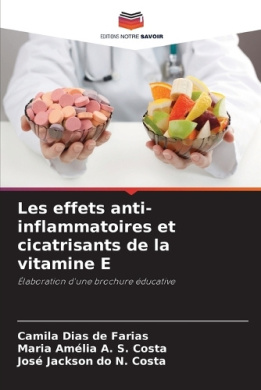 EDITIONS NOTRE SAVOIR
Les effets anti-
inflammatoires et
cicatrisants de la
vitamine E
Élaboration d'une brochure éducative
Camila Dias de Farias
Maria Amélia A. S. Costa
José Jackson do N. Costa